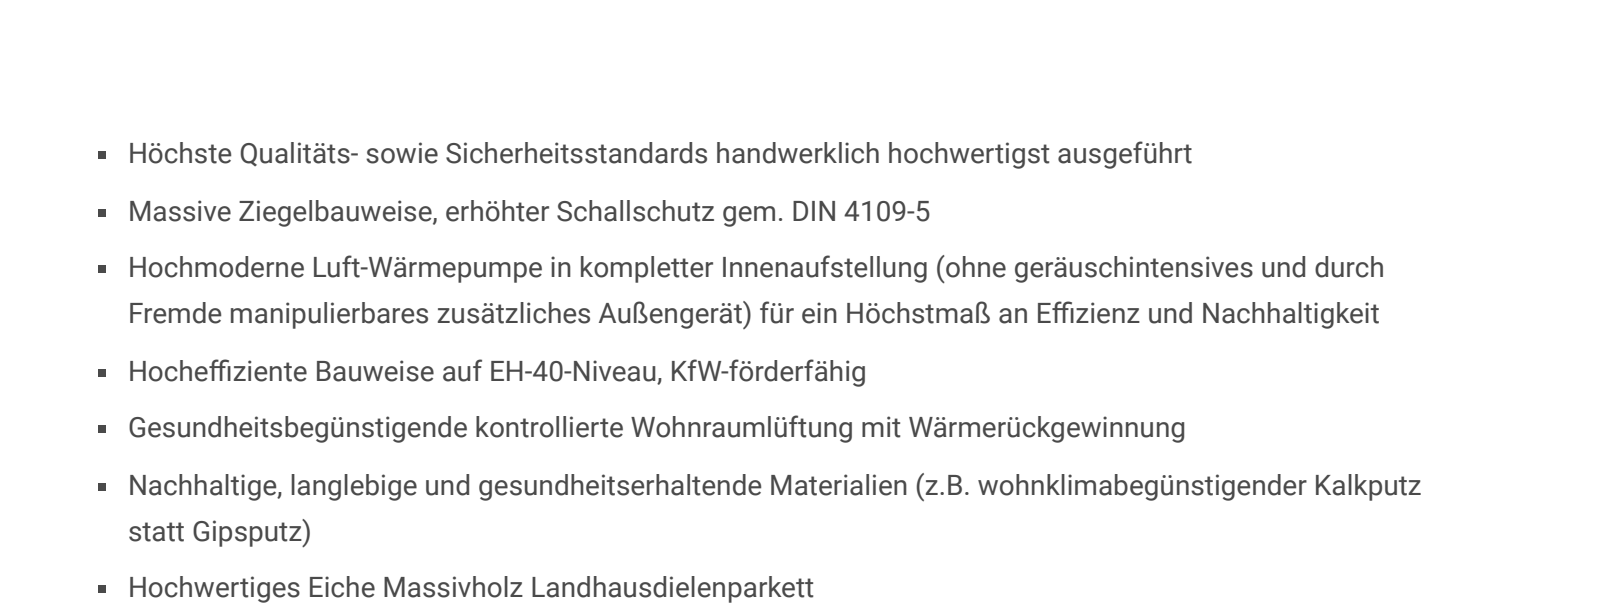 ▪ Höchste Qualitäts- sowie Sicherheitsstandards handwerklich hochwertigst ausgeführt
▪ Massive Ziegelbauweise, erhöhter Schallschutz gem. DIN 4109-5
▪ Hochmoderne Luft-Wärmepumpe in kompletter Innenaufstellung (ohne geräuschintensives und durch
Fremde manipulierbares zusätzliches Außengerät) für ein Höchstmaß an Effizienz und Nachhaltigkeit
▪ Hocheffiziente Bauweise auf EH-40-Niveau, KfW-förderfähig
▪ Gesundheitsbegünstigende kontrollierte Wohnraumlüftung mit Wärmerückgewinnung
▪ Nachhaltige, langlebige und gesundheitserhaltende Materialien (z.B. wohnklimabegünstigender Kalkputz
statt Gipsputz)
▪ Hochwertiges Eiche Massivholz Landhausdielenparkett